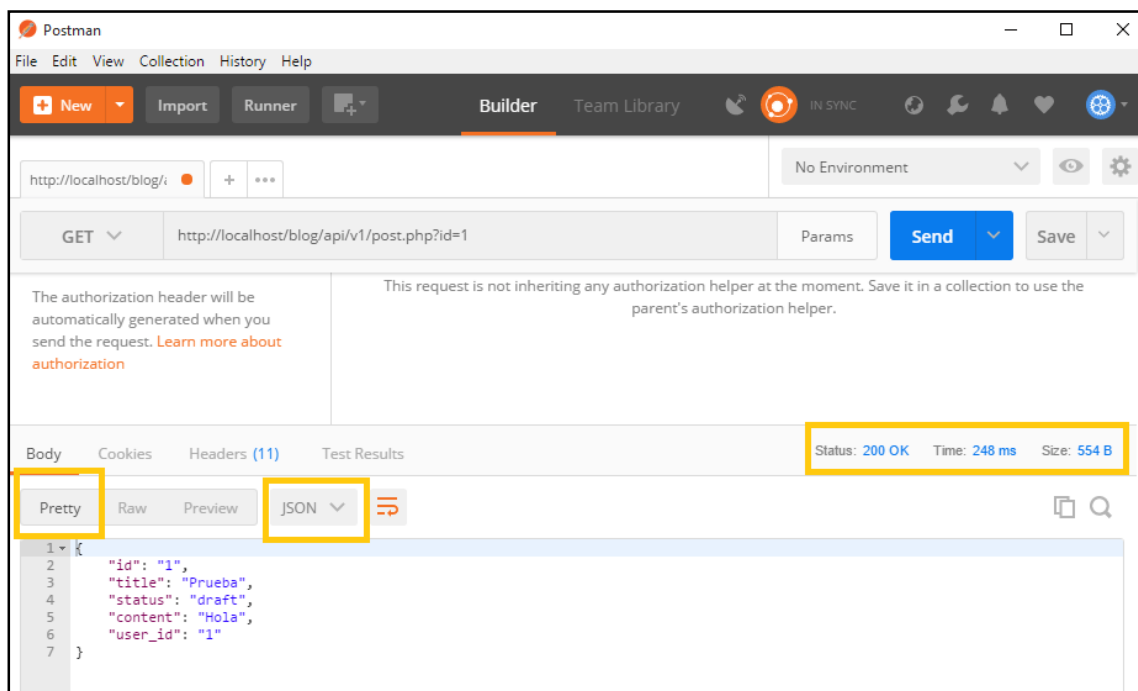 Postman
File Edit View Collection History Help
New Import Runner Builder Team Library IN SYNC
http://localhost/blog/a + ••• No Environment
GET http://localhost/blog/api/v1/post.php?id=1 Params Send Save
The authorization header will be
automatically generated when you
send the request. Learn more about
authorization
This request is not inheriting any authorization helper at the moment. Save it in a collection to use the
parent's authorization helper.
Body Cookies Headers (11) Test Results Status: 200 OK Time: 248 ms Size: 554 B
Pretty Raw Preview JSON
1 {
2 "id": "1",
3 "title": "Prueba",
4 "status": "draft",
5 "content": "Hola",
6 "user_id": "1"
7 }